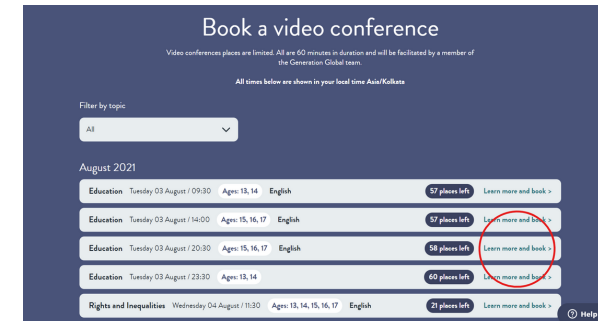 Book a video conference
Video conferences places are limited. All are 60 minutes in duration and will be facilitated by a member of
the Generation Global team.
All times below are shown in your local time Asia/Kolkata
Filter by topic
All
August 2021
Education Tuesday 03 August / 09:30 Ages: 13, 14 English 57 places left Learn more and book >
Education Tuesday 03 August / 14:00 Ages: 15, 16, 17 English 57 places left Learn more and book >
Education Tuesday 03 August / 20:30 Ages: 15, 16, 17 English 58 places left Learn more and book >
Education Tuesday 03 August / 23:30 Ages: 13, 14 60 places left Learn more and book >
Rights and Inequalities Wednesday 04 August / 11:30 Ages: 13, 14, 15, 16, 17 English 21 places left Learn more and book >
Help